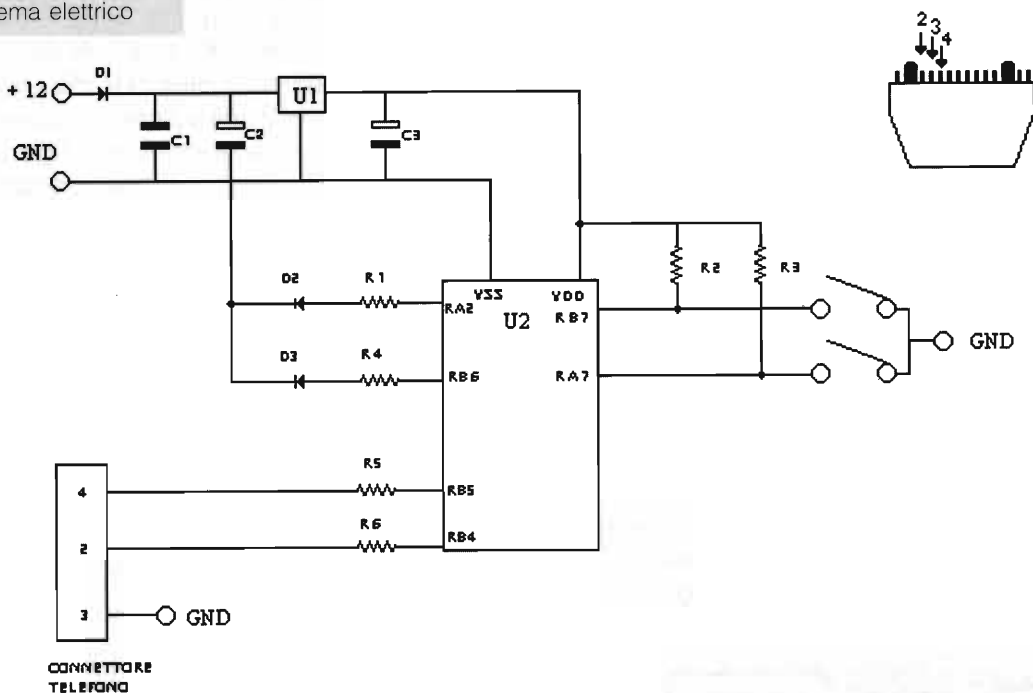 ema elettrico
2 3 4
D1
+ 12
U1
C1
C2
C3
GND
D2
R1
VSS
VDD
R2
R3
RA2
U2
RB7
GND
D3
R4
RB6
RA7
R5
4
RB5
R6
2
RB4
3
GND
CONNETTORE
TELEFONO